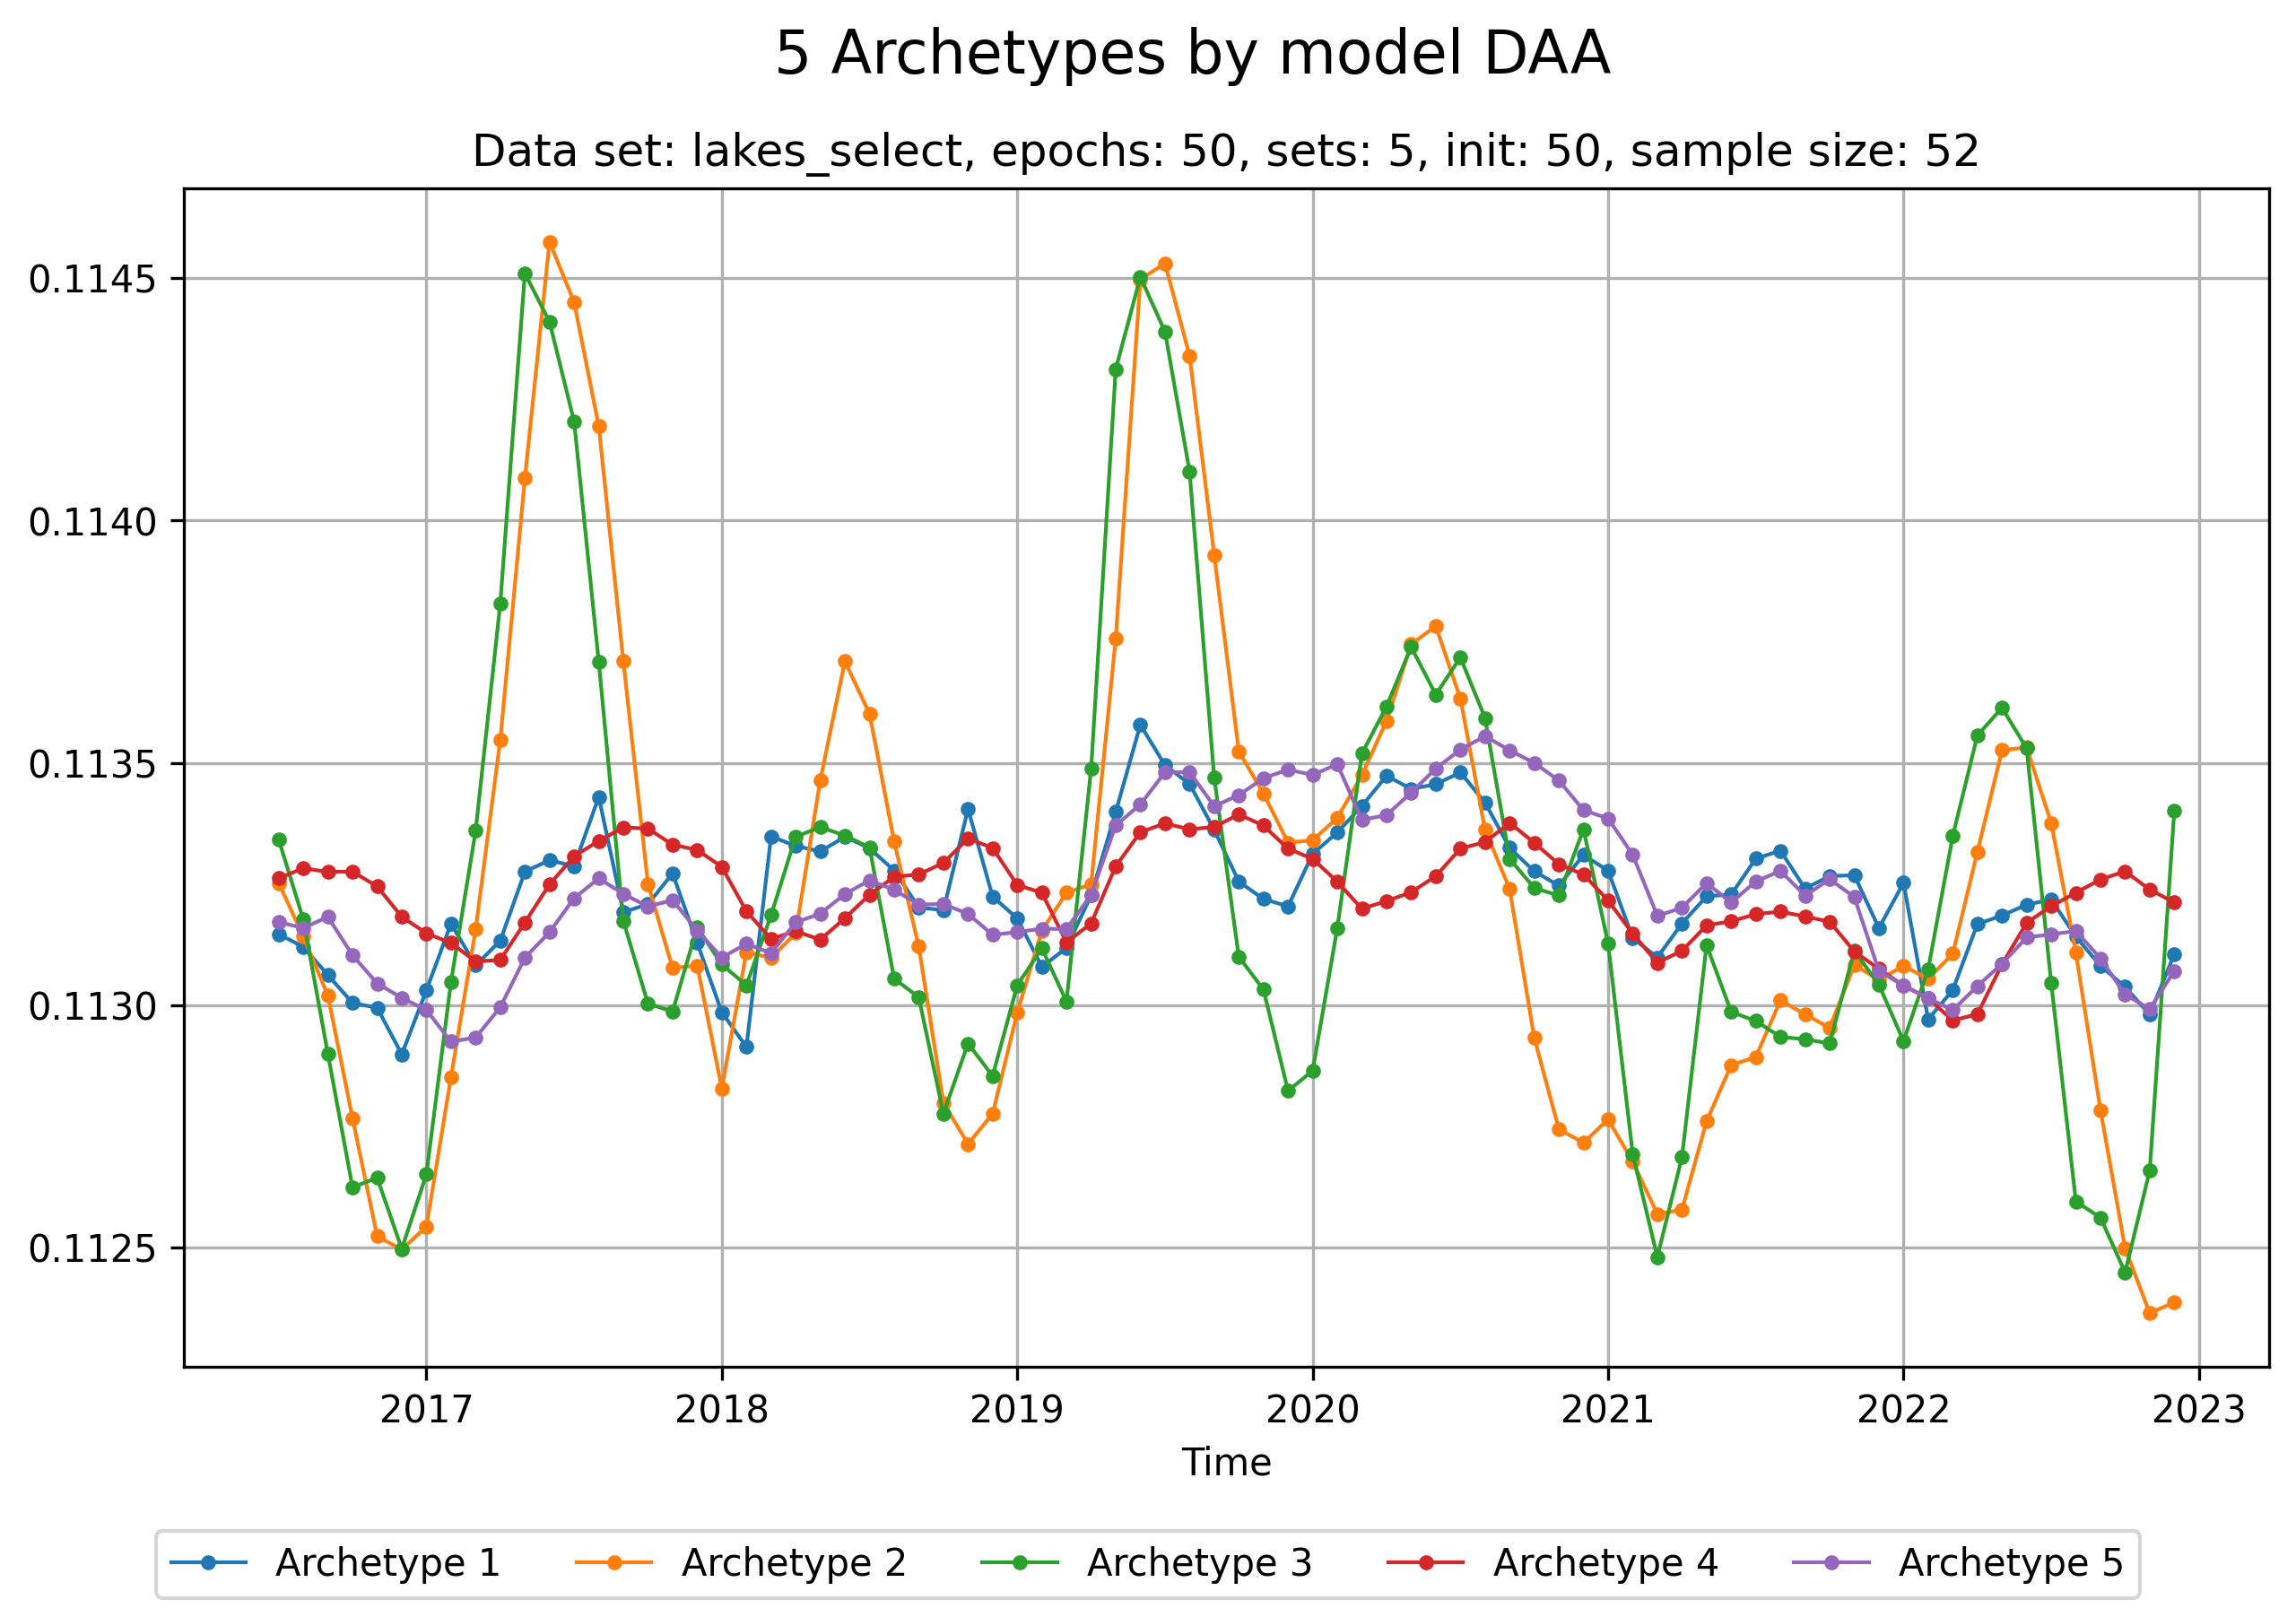 5 Archetypes by model DAA
Data set: lakes_select, epochs: 50, sets: 5, init: 50, sample size: 52
0.1145
0.1140
0.1135
0.1130
0.1125
2017 2018 2019 2020 2021 2022 2023
Time
Archetype 1 Archetype 2 Archetype 3 Archetype 4 Archetype 5